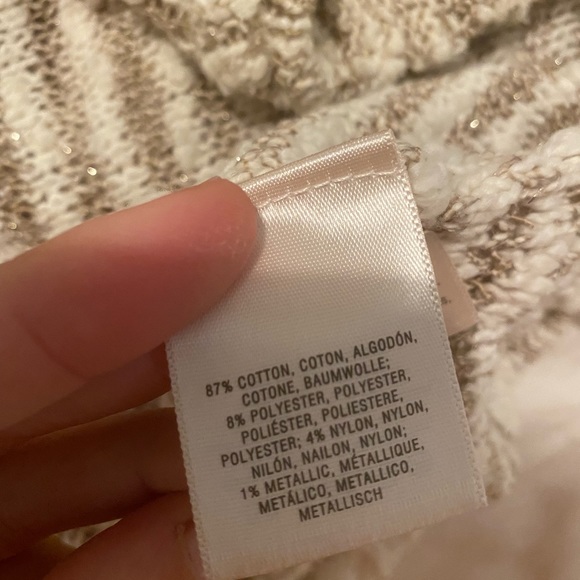 87% COTTON, COTON, ALGODÓN,
COTONE, BAUMWOLLE;
8% POLYESTER, POLYESTER,
POLIÉSTER, POLIESTERE,
POLYESTER; 4% NYLON, NYLON,
NILÓN, NAILON, NYLON;
1% METALLIC, MÉTALLIQUE,
METÁLICO, METALLICO,
METALLISCH